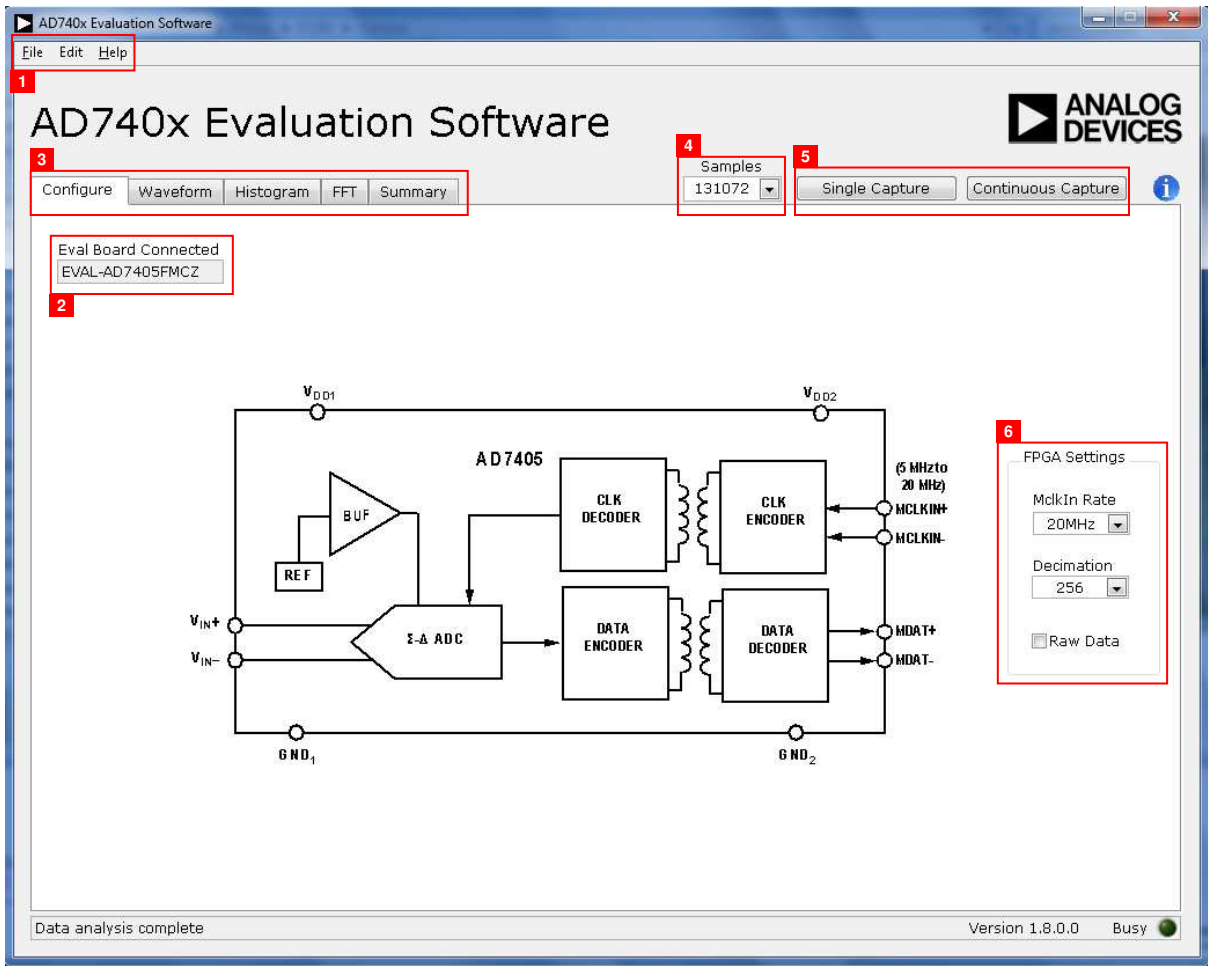 AD740x Evaluation Software
File Edit Help
1
AD740x Evaluation Software
ANALOG
DEVICES
3
Configure Waveform Histogram FFT Summary
4
Samples
131072
5
Single Capture Continuous Capture
i
Eval Board Connected
EVAL-AD7405FMCZ
2
VDD1
VDD2
AD7405
BUF
REF
CLK
DECODER
CLK
ENCODER
(5 MHz to
20 MHz)
MCLKIN+
MCLKIN-
VIN+
VIN–
Σ-Δ ADC
DATA
ENCODER
DATA
DECODER
MDAT+
MDAT-
GND1
GND2
6
FPGA Settings
MclkIn Rate
20MHz
Decimation
256
Raw Data
Data analysis complete
Version 1.8.0.0 Busy